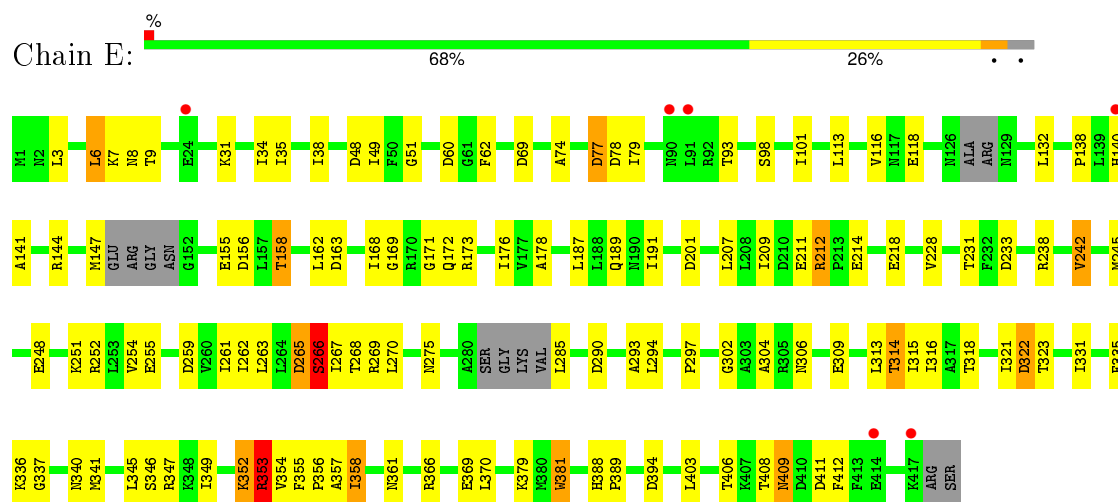 %
Chain E:
68% 26% • •
M1 N2 L3 L6 K7 N8 T9 E24 K31 I34 I35 I38 D48 I49 F50 G51 D60 G61 F62 D69 A74 D77 D78 I79 N90 L91 R92 T93 S98 I101 L113 V116 N117 E118 N126 ALA ARG N129 L132 P138 L139 H140
A141 R144 M147 GLU ARG GLY ASN G152 E155 D156 L157 T158 L162 D163 I168 G169 R170 G171 Q172 R173 I176 V177 A178 L187 L188 Q189 N190 I191 D201 L207 L208 I209 D210 E211 R212 P213 E214 E218 V228 T231 F232 D233 R238 V242 M245
E248 K251 R252 L253 V254 E255 D259 V260 I261 I262 L263 L264 D265 S266 I267 T268 R269 L270 N275 A280 SER GLY LYS VAL L285 D290 A293 L294 P297 G302 A303 A304 R305 N306 E309 L313 T314 I315 I316 A317 T318 I321 D322 T323 I331 F335
K336 G337 N340 M341 L345 S346 R347 K348 I349 K352 R353 V354 F355 P356 A357 I358 N361 R366 E369 L370 K379 M380 W381 H388 P389 D394 L403 T406 K407 T408 N409 D410 D411 F412 F413 E414 K417 ARG SER